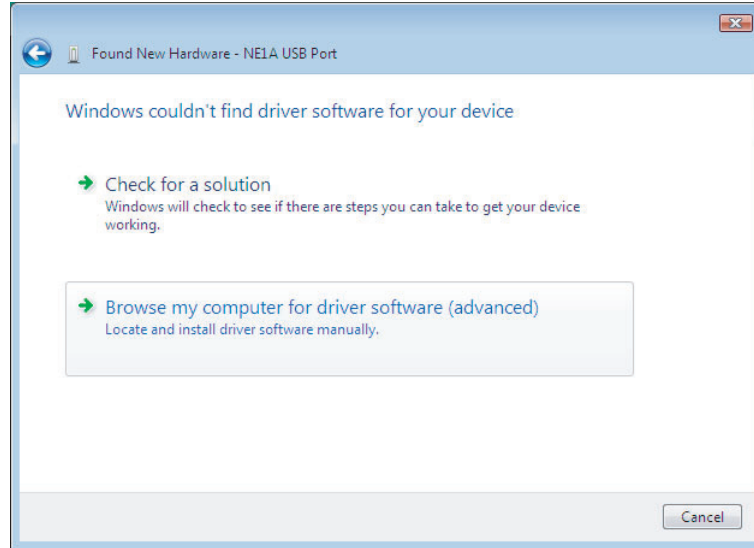 Found New Hardware - NE1A USB Port
Windows couldn't find driver software for your device
Check for a solution
Windows will check to see if there are steps you can take to get your device
working.
Browse my computer for driver software (advanced)
Locate and install driver software manually.
Cancel